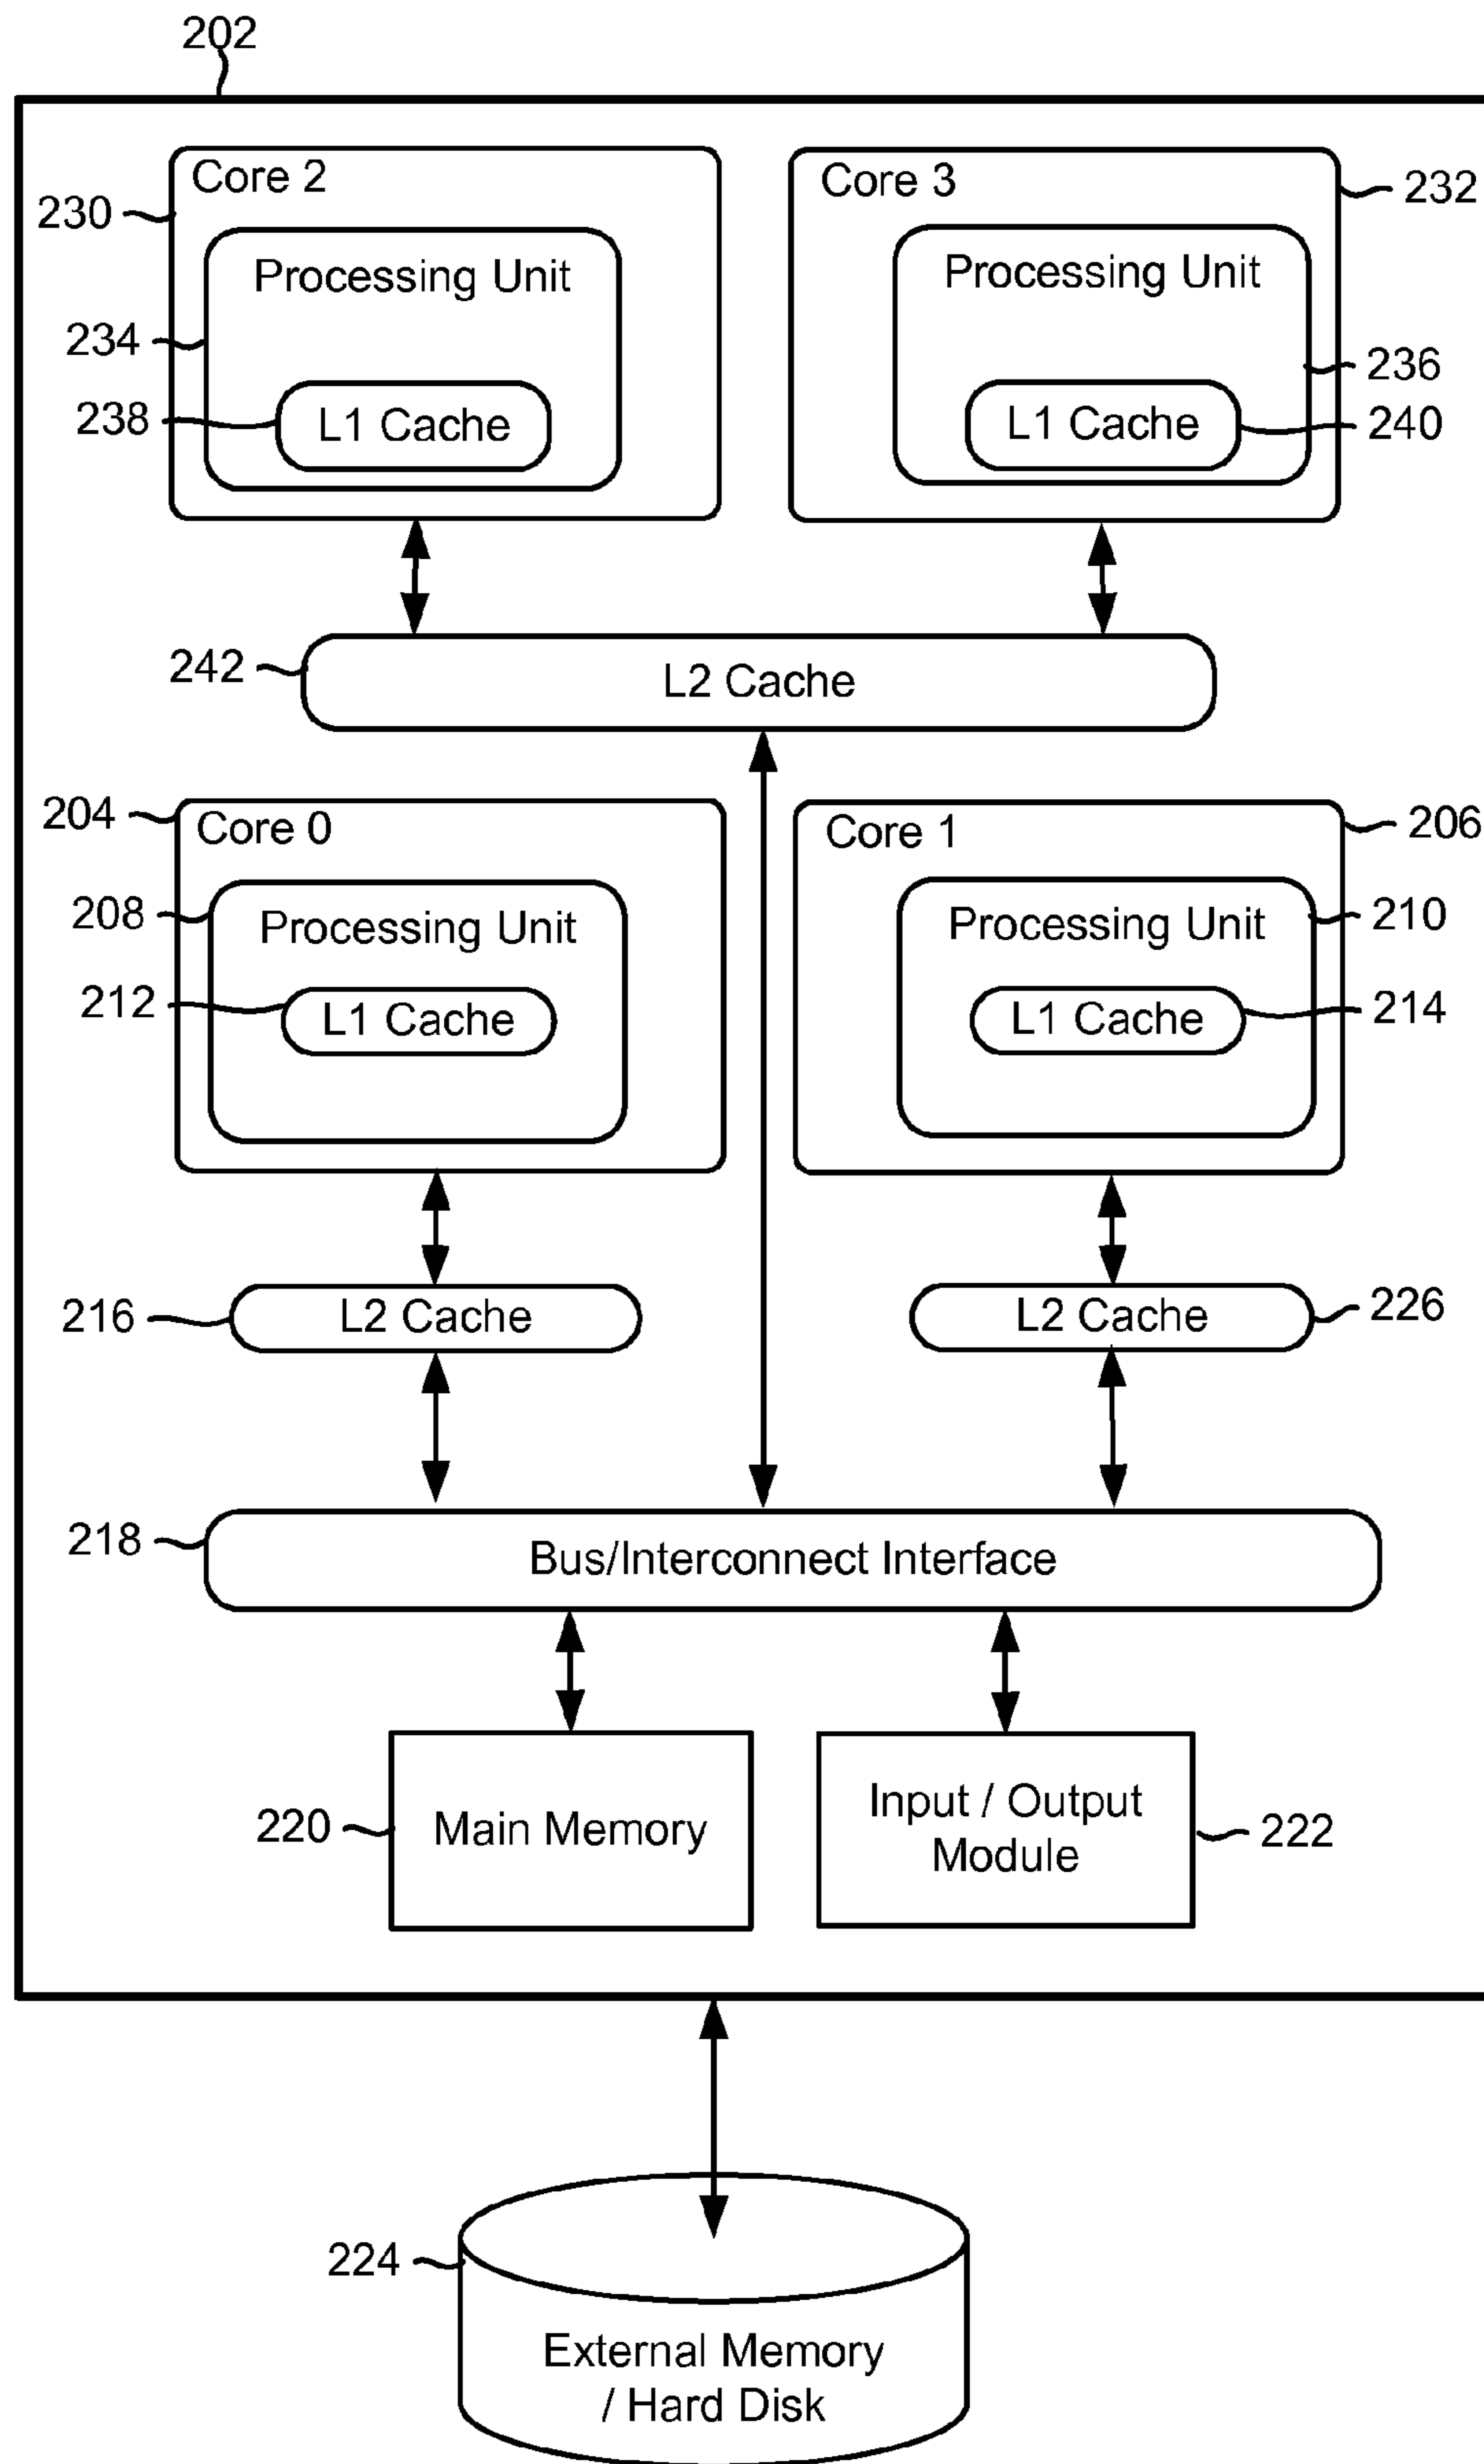 202
Core 2
Core 3
230
232
Processing Unit
Processing Unit
234
236
238
L1 Cache
L1 Cache
240
242
L2 Cache
204
Core 0
Core 1
206
208
Processing Unit
Processing Unit
210
212
L1 Cache
L1 Cache
214
216
L2 Cache
L2 Cache
226
218
Bus/Interconnect Interface
220
Main Memory
Input / Output
Module
222
224
External Memory
/ Hard Disk